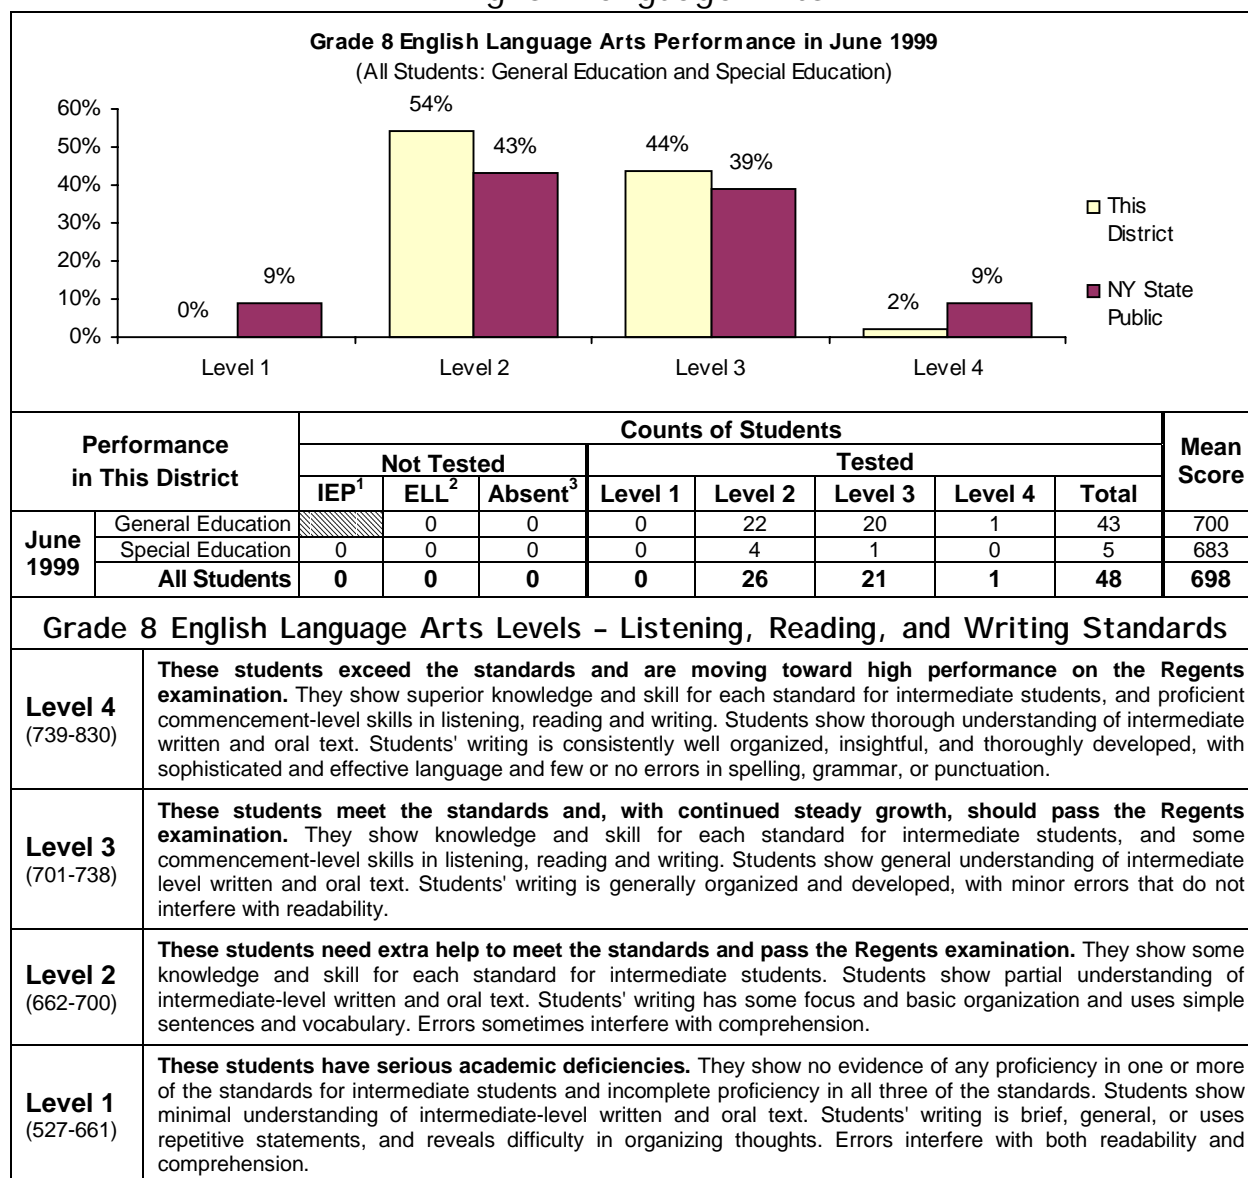 Grade 8 English Language Arts Performance in June 1999
(All Students: General Education and Special Education)
60%
50%
40%
30%
20%
10%
0%
0%
9%
54%
43%
44%
39%
2%
9%
Level 1
Level 2
Level 3
Level 4
This
District
NY State
Public
Performance
in This District
Counts of Students
Mean
Score
Not Tested
Tested
IEP1 ELL2 Absent3 Level 1 Level 2 Level 3 Level 4 Total
June
1999
General Education 0 0 0 22 20 1 43 700
Special Education 0 0 0 0 4 1 0 5 683
All Students 0 0 0 0 26 21 1 48 698
Grade 8 English Language Arts Levels – Listening, Reading, and Writing Standards
Level 4
(739-830)
These students exceed the standards and are moving toward high performance on the Regents
examination. They show superior knowledge and skill for each standard for intermediate students, and proficient
commencement-level skills in listening, reading and writing. Students show thorough understanding of intermediate
written and oral text. Students' writing is consistently well organized, insightful, and thoroughly developed, with
sophisticated and effective language and few or no errors in spelling, grammar, or punctuation.
Level 3
(701-738)
These students meet the standards and, with continued steady growth, should pass the Regents
examination. They show knowledge and skill for each standard for intermediate students, and some
commencement-level skills in listening, reading and writing. Students show general understanding of intermediate
level written and oral text. Students' writing is generally organized and developed, with minor errors that do not
interfere with readability.
Level 2
(662-700)
These students need extra help to meet the standards and pass the Regents examination. They show some
knowledge and skill for each standard for intermediate students. Students show partial understanding of
intermediate-level written and oral text. Students' writing has some focus and basic organization and uses simple
sentences and vocabulary. Errors sometimes interfere with comprehension.
Level 1
(527-661)
These students have serious academic deficiencies. They show no evidence of any proficiency in one or more
of the standards for intermediate students and incomplete proficiency in all three of the standards. Students show
minimal understanding of intermediate-level written and oral text. Students' writing is brief, general, or uses
repetitive statements, and reveals difficulty in organizing thoughts. Errors interfere with both readability and
comprehension.